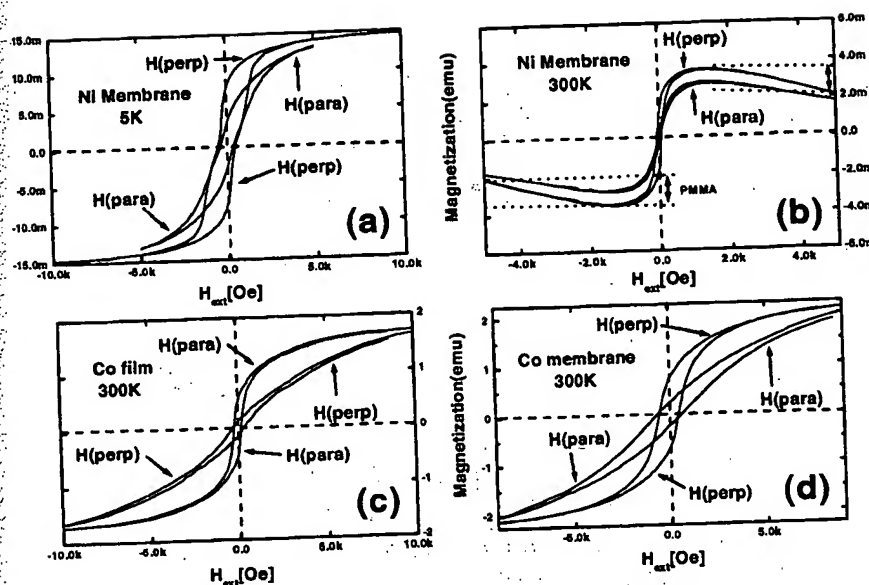 15.0m
10.0m
5.0m
0.0
-5.0m
-10.0m
-15.0m
H(perp)
Ni Membrane
5K
H(para)
H(perp)
H(para)
(a)
-10.0k -5.0k 0.0 5.0k 10.0k
H_ext[Oe]
Magnetization(emu)
H(perp)
Ni Membrane
300K
H(para)
PMMA
(b)
6.0m
4.0m
2.0m
0.0
-2.0m
-4.0m
-6.0m
-4.0k -2.0k 0.0 2.0k 4.0k
H_ext[Oe]
H(para)
Co film
300K
H(perp)
H(perp)
H(para)
(c)
2
1
0
-1
-2
-10.0k -5.0k 0.0 5.0k 10.0k
H_ext[Oe]
Magnetization(emu)
2
1
0
-1
-2
H(perp)
Co membrane
300K
H(para)
H(para)
H(perp)
(d)
-5.0k 0.0 5.0k
H_ext[Oe]